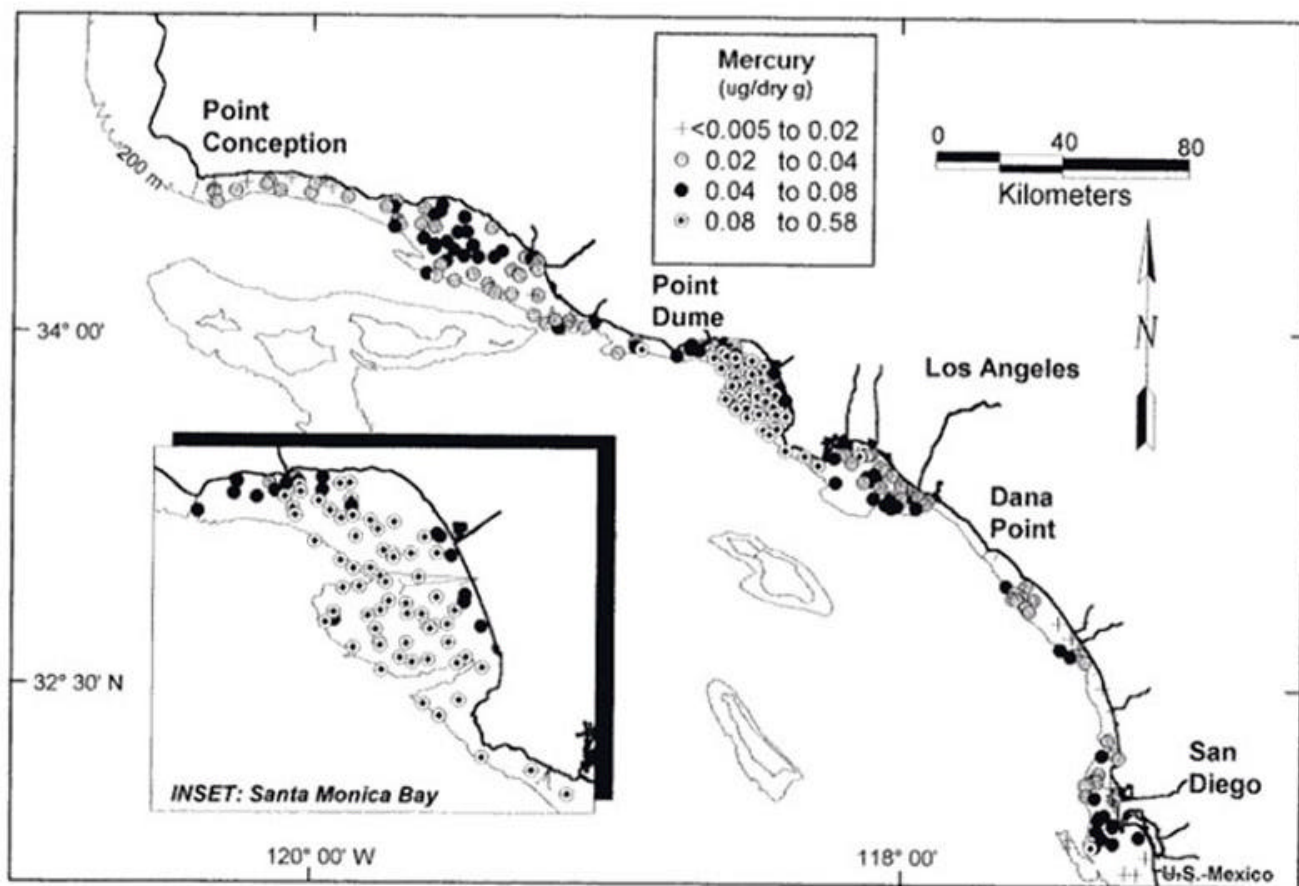 Point
Conception
200 m
Mercury
(ug/dry g)
<0.005 to 0.02
0.02 to 0.04
0.04 to 0.08
0.08 to 0.58
0 40 80
Kilometers
N
Point
Dume
34° 00'
Los Angeles
Dana
Point
32° 30' N
San
Diego
INSET: Santa Monica Bay
120° 00' W
118° 00'
U.S.-Mexico